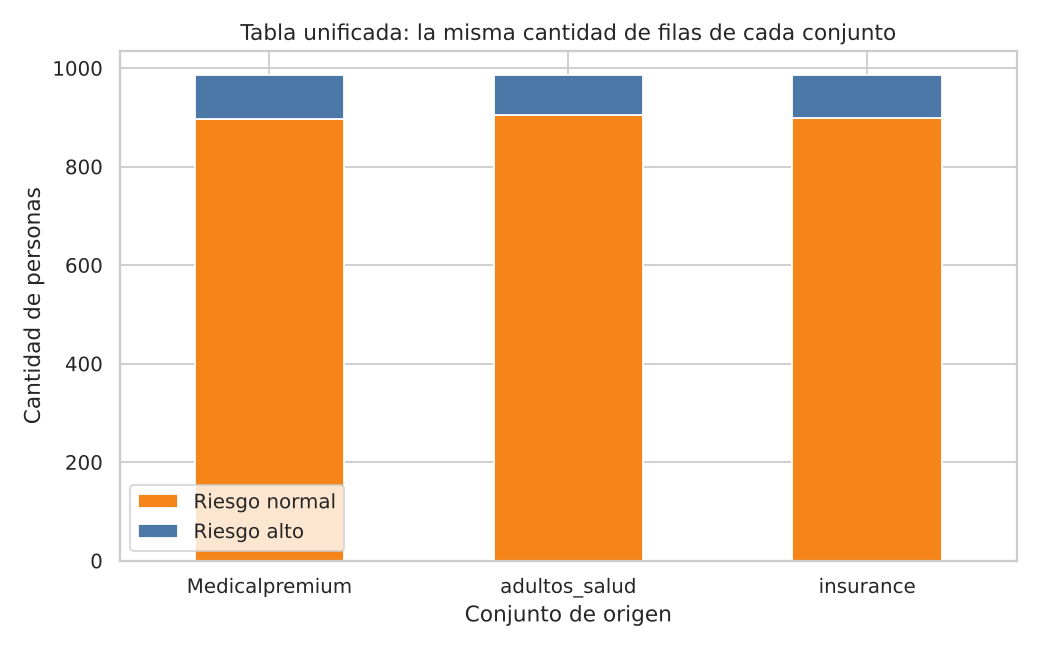 Tabla unificada: la misma cantidad de filas de cada conjunto
1000
800
600
400
200
0
Cantidad de personas
Riesgo normal
Riesgo alto
Medicalpremium
adultos_salud
insurance
Conjunto de origen